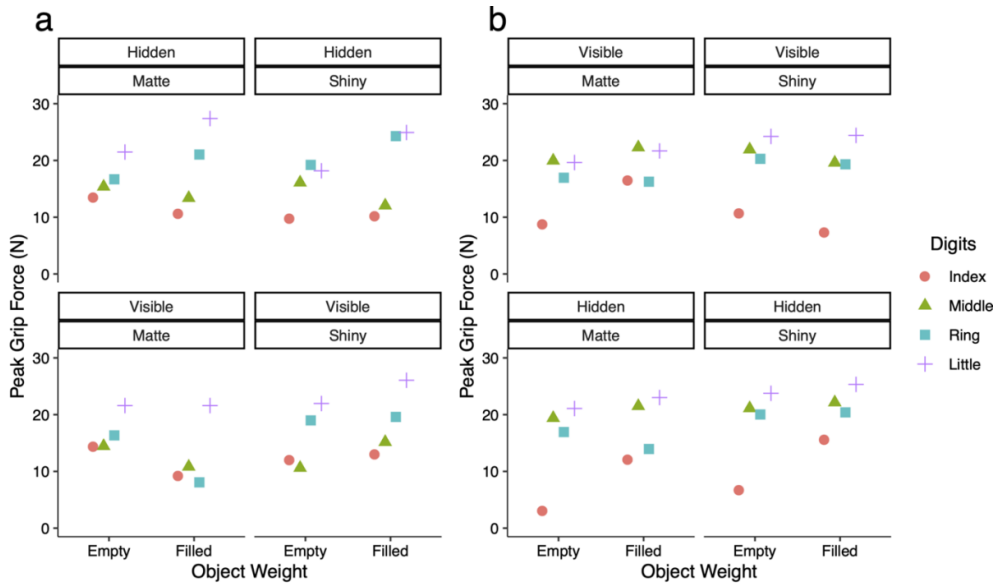 a
Hidden
Hidden
Matte
Shiny
30
20
10
0
Visible
Visible
Matte
Shiny
30
20
10
0
Peak Grip Force (N)
Empty
Filled
Empty
Filled
Object Weight
b
Visible
Visible
Matte
Shiny
30
20
10
0
Hidden
Hidden
Matte
Shiny
30
20
10
0
Peak Grip Force (N)
Empty
Filled
Empty
Filled
Object Weight
Digits
Index
Middle
Ring
Little